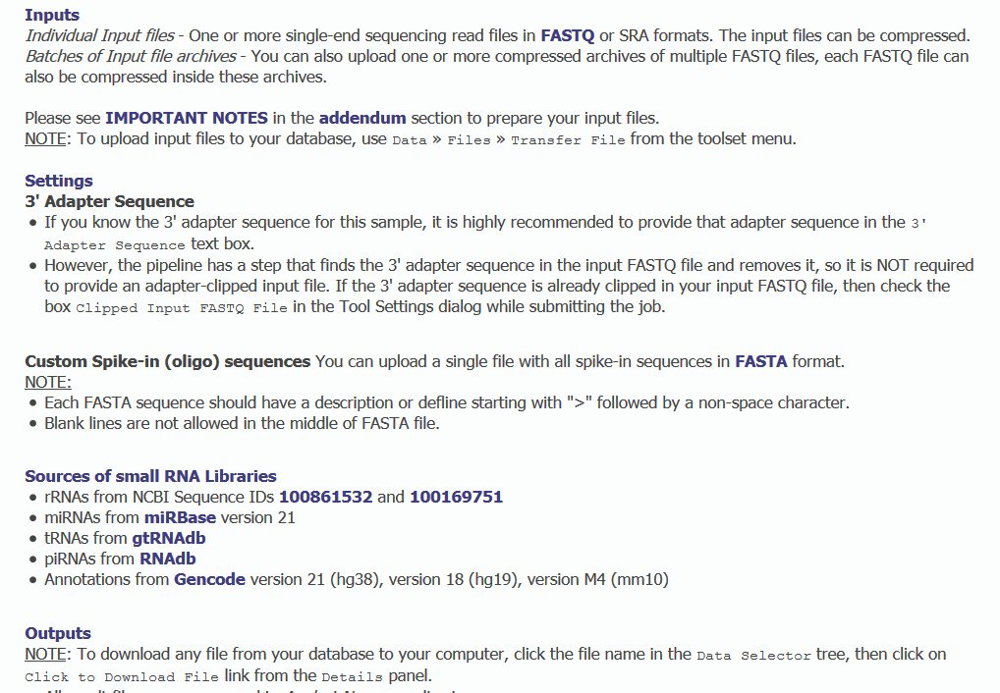 Inputs
Individual Input files - One or more single-end sequencing read files in FASTQ or SRA formats. The input files can be compressed.
Batches of Input file archives - You can also upload one or more compressed archives of multiple FASTQ files, each FASTQ file can
also be compressed inside these archives.
Please see IMPORTANT NOTES in the addendum section to prepare your input files.
NOTE: To upload input files to your database, use Data » Files » Transfer File from the toolset menu.
Settings
3' Adapter Sequence
• If you know the 3' adapter sequence for this sample, it is highly recommended to provide that adapter sequence in the 3'
Adapter Sequence text box.
• However, the pipeline has a step that finds the 3' adapter sequence in the input FASTQ file and removes it, so it is NOT required
to provide an adapter-clipped input file. If the 3' adapter sequence is already clipped in your input FASTQ file, then check the
box Clipped Input FASTQ File in the Tool Settings dialog while submitting the job.
Custom Spike-in (oligo) sequences You can upload a single file with all spike-in sequences in FASTA format.
NOTE:
• Each FASTA sequence should have a description or defline starting with ">" followed by a non-space character.
• Blank lines are not allowed in the middle of FASTA file.
Sources of small RNA Libraries
• rRNAs from NCBI Sequence IDs 100861532 and 100169751
• miRNAs from miRBase version 21
• tRNAs from gtRNAdb
• piRNAs from RNAdb
• Annotations from Gencode version 21 (hg38), version 18 (hg19), version M4 (mm10)
Outputs
NOTE: To download any file from your database to your computer, click the file name in the Data Selector tree, then click on
Click to Download File link from the Details panel.